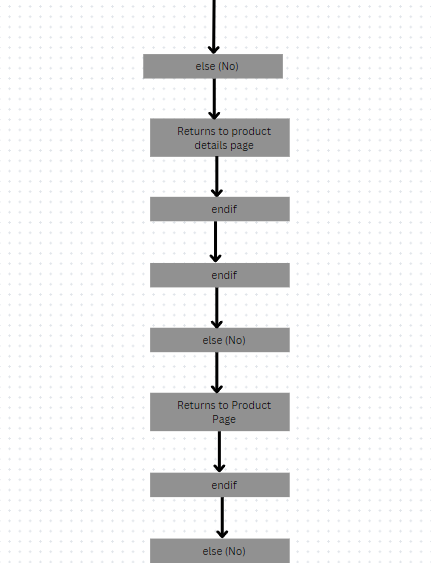 else (No)
Returns to product
details page
endif
endif
else (No)
Returns to Product
Page
endif
else (No)